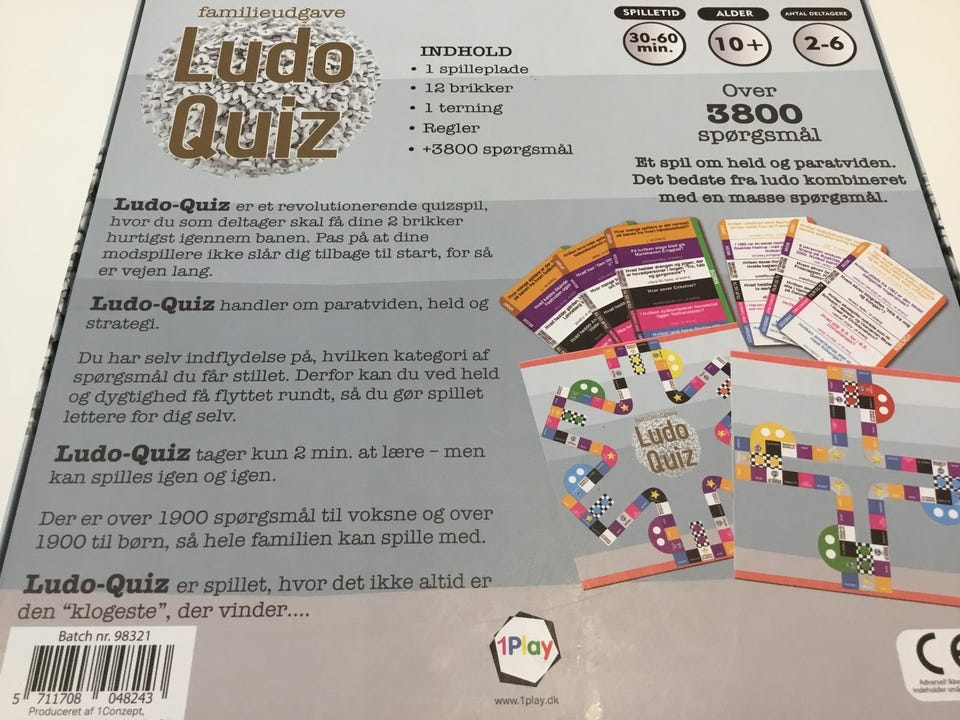 familieudgave
Ludo
Quiz
INDHOLD
• 1 spilleplade
• 12 brikker
• 1 terning
• Regler
• +3800 spørgsmål
SPILLETID
30-60
min.
ALDER
10+
ANTAL DELTAGERE
2-6
Over
3800
spørgsmål
Et spil om held og paratviden.
Det bedste fra ludo kombineret
med en masse spørgsmål.
Ludo-Quiz er et revolutionerende quizspil,
hvor du som deltager skal få dine 2 brikker
hurtigst igennem banen. Pas på at dine
modspillere ikke slår dig tilbage til start, for så
er vejen lang.
Ludo-Quiz handler om paratviden, held og
strategi.
Du har selv indflydelse på, hvilken kategori af
spørgsmål du får stillet. Derfor kan du ved held
og dygtighed få flyttet rundt, så du gør spillet
lettere for dig selv.
Ludo-Quiz tager kun 2 min. at lære – men
kan spilles igen og igen.
Der er over 1900 spørgsmål til voksne og over
1900 til børn, så hele familien kan spille med.
Ludo-Quiz er spillet, hvor det ikke altid er
den “klogeste”, der vinder....
Hvor sover Cirkeline?
Ludo
Quiz
Batch nr. 98321
5 711708 048243
Produceret af 1Conzept,
1Play
www.1play.dk
CE